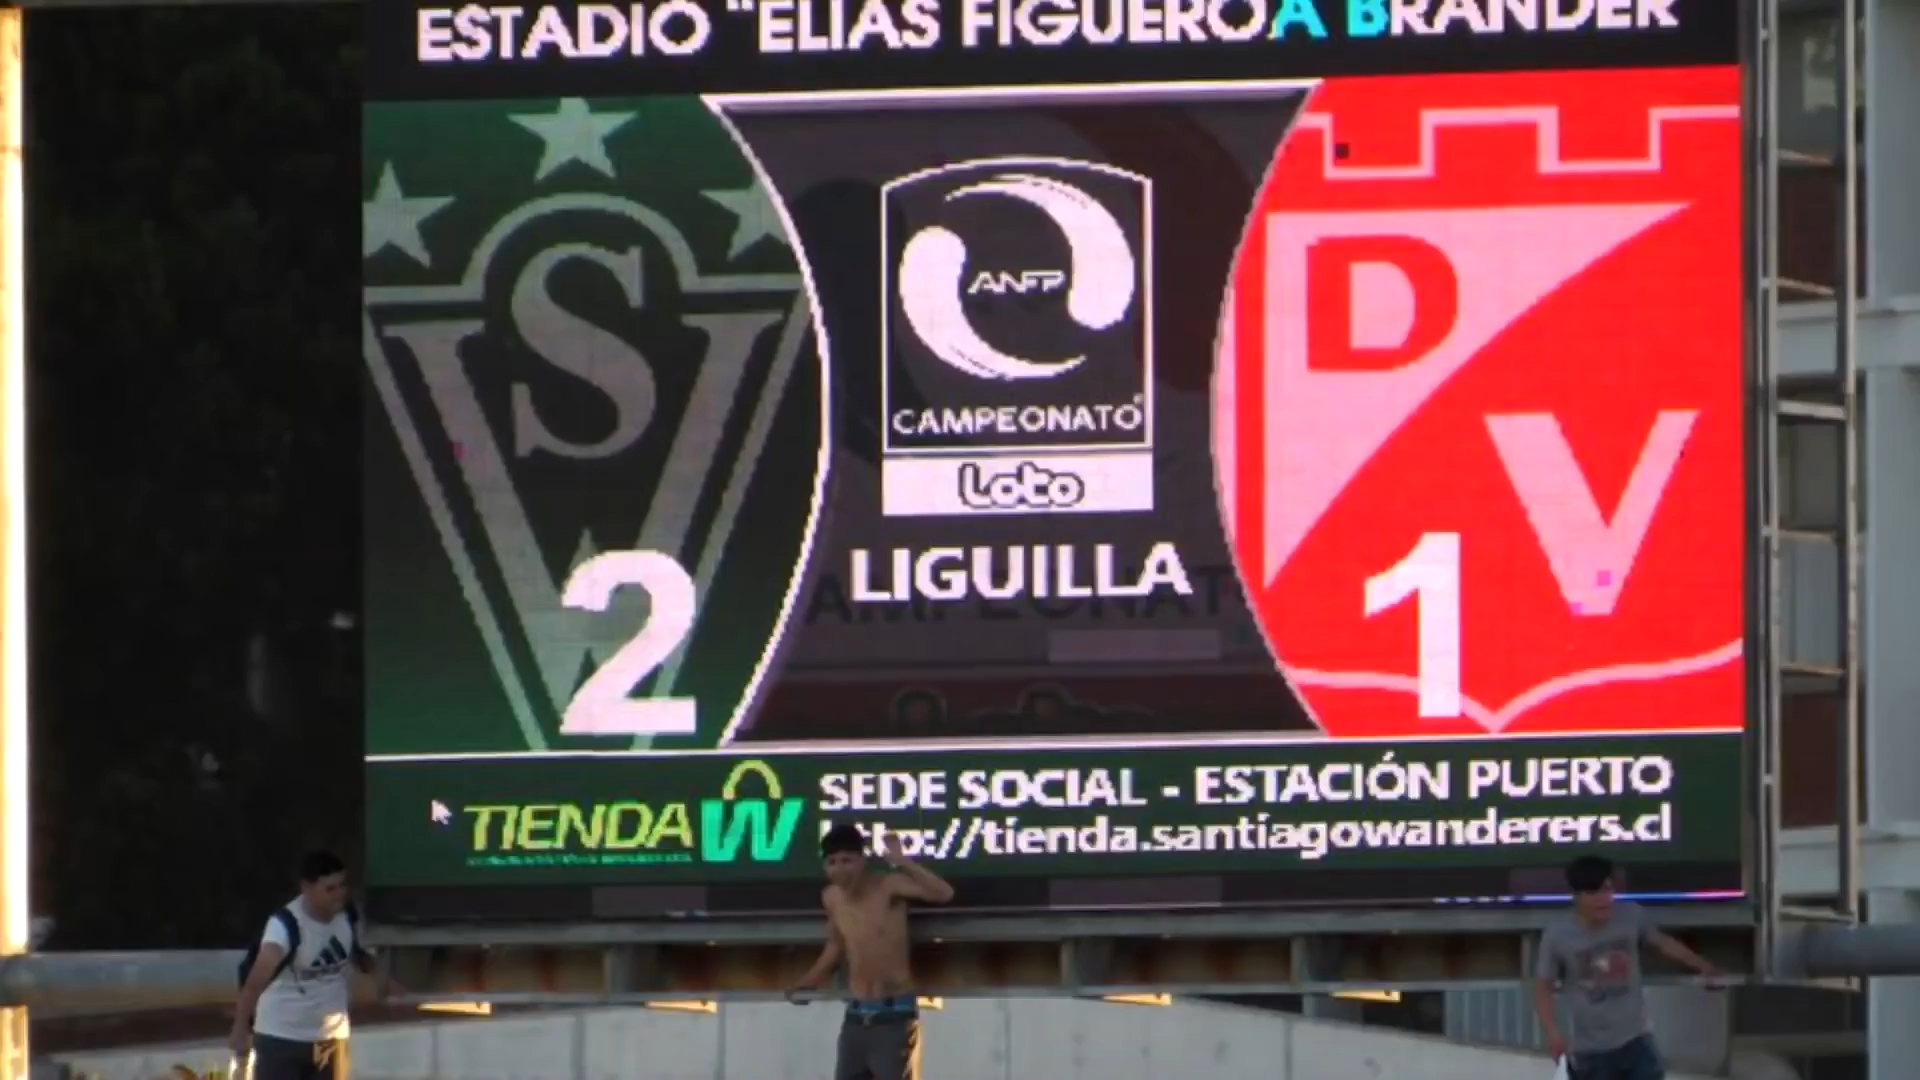 ESTADIO "ELIAS FIGUEROA BRANDER
S
W
D
V
ANFP
CAMPEONATO
Loto
LIGUILLA
2
1
TIENDA W
SEDE SOCIAL - ESTACIÓN PUERTO
http://tienda.santiagowanderers.cl